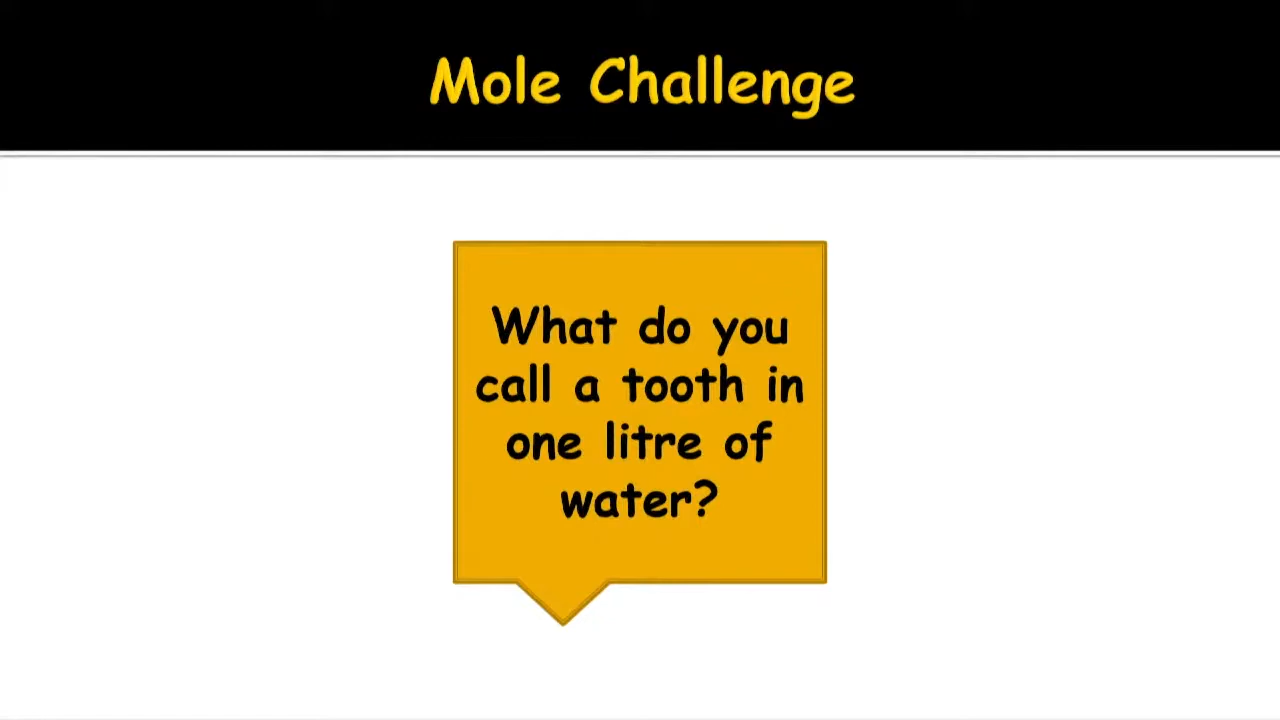 Mole Challenge
What do you
call a tooth in
one litre of
water?